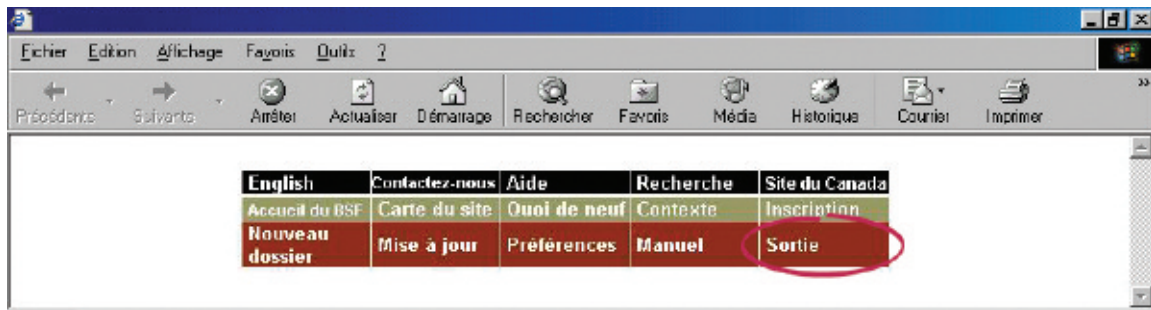 Fichier Edition Affichage Favoris Outils ?
Précédente Suivante Arrêter Actualiser Démarrage Rechercher Favoris Média Historique Courrier Imprimer »
English Contactez-nous Aide Recherche Site du Canada
Accueil du BSF Carte du site Quoi de neuf Contexte Inscription
Nouveau dossier Mise à jour Préférences Manuel Sortie